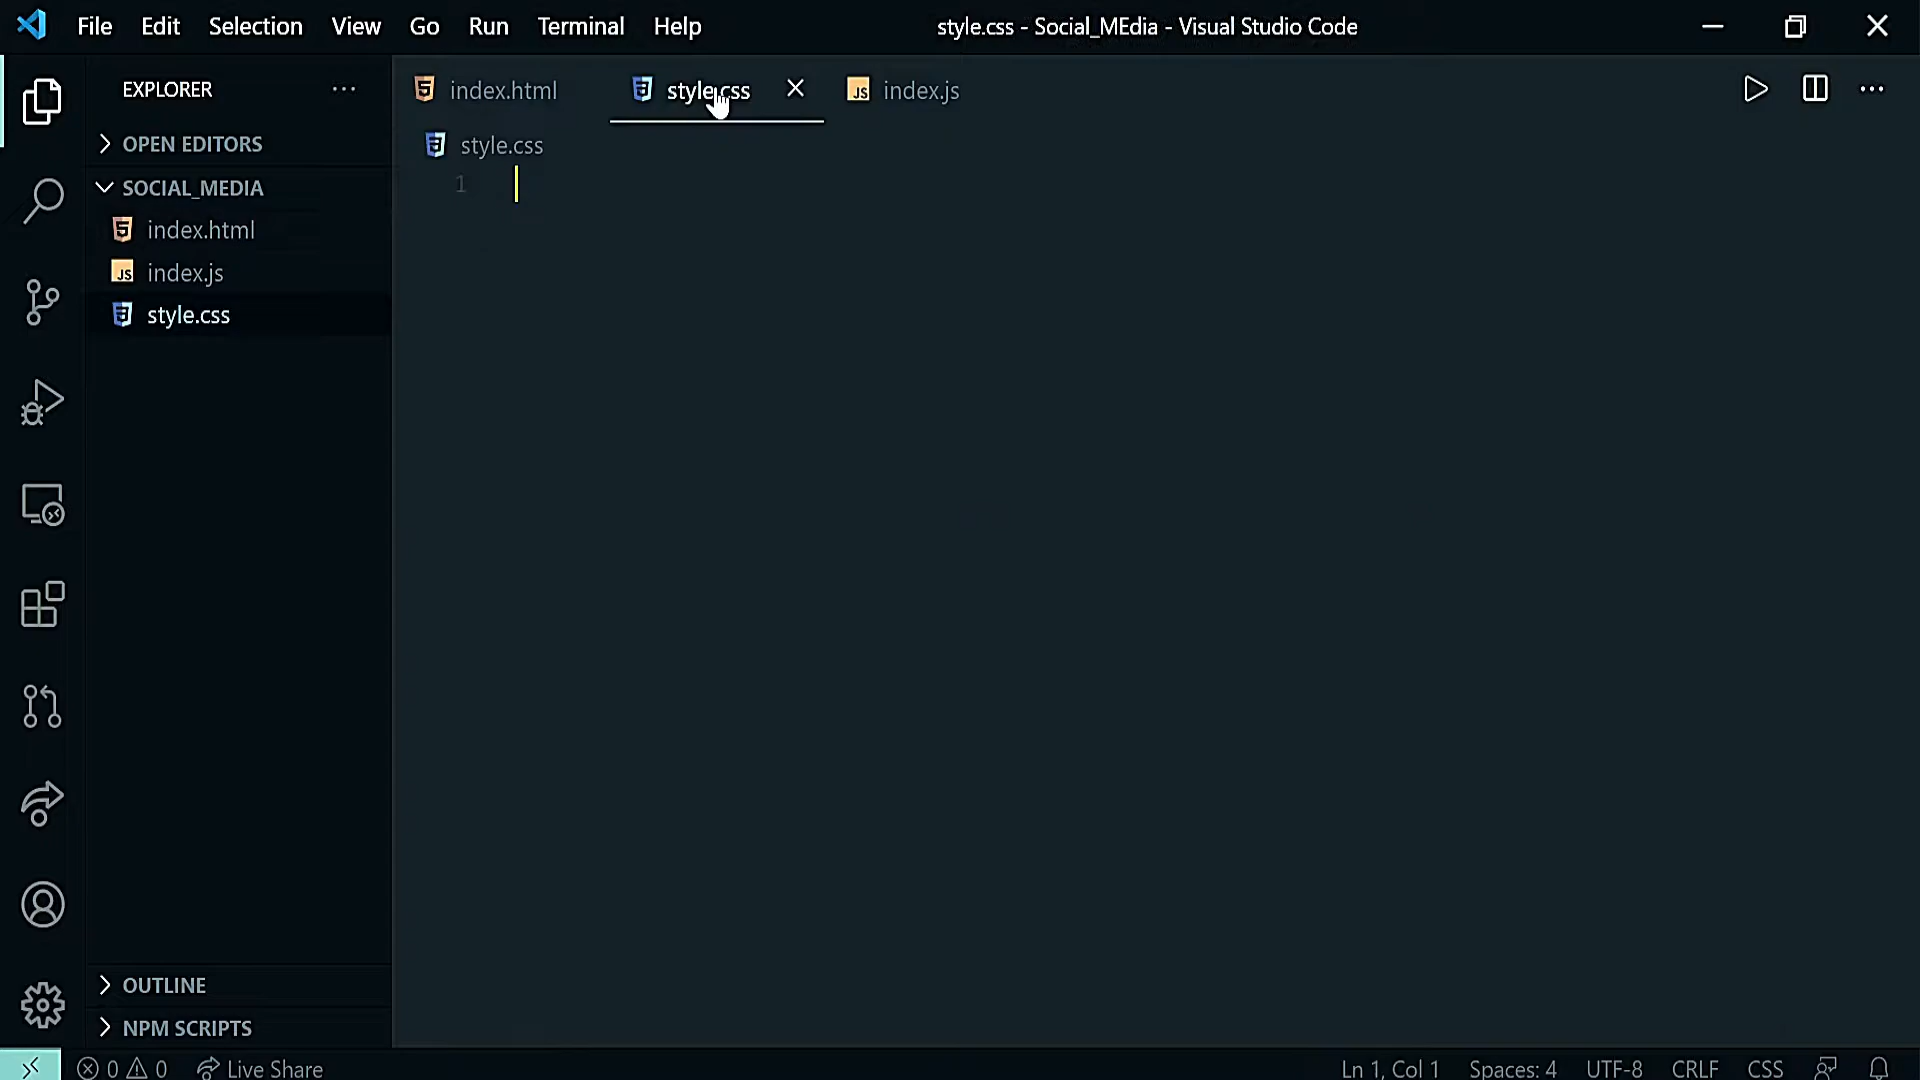 File Edit Selection View Go Run Terminal Help
style.css - Social_MEdia - Visual Studio Code
EXPLORER
index.html style.css index.js
OPEN EDITORS
style.css
SOCIAL_MEDIA
1
index.html
index.js
style.css
OUTLINE
NPM SCRIPTS
0 0 Live Share
Ln 1, Col 1 Spaces: 4 UTF-8 CRLF CSS